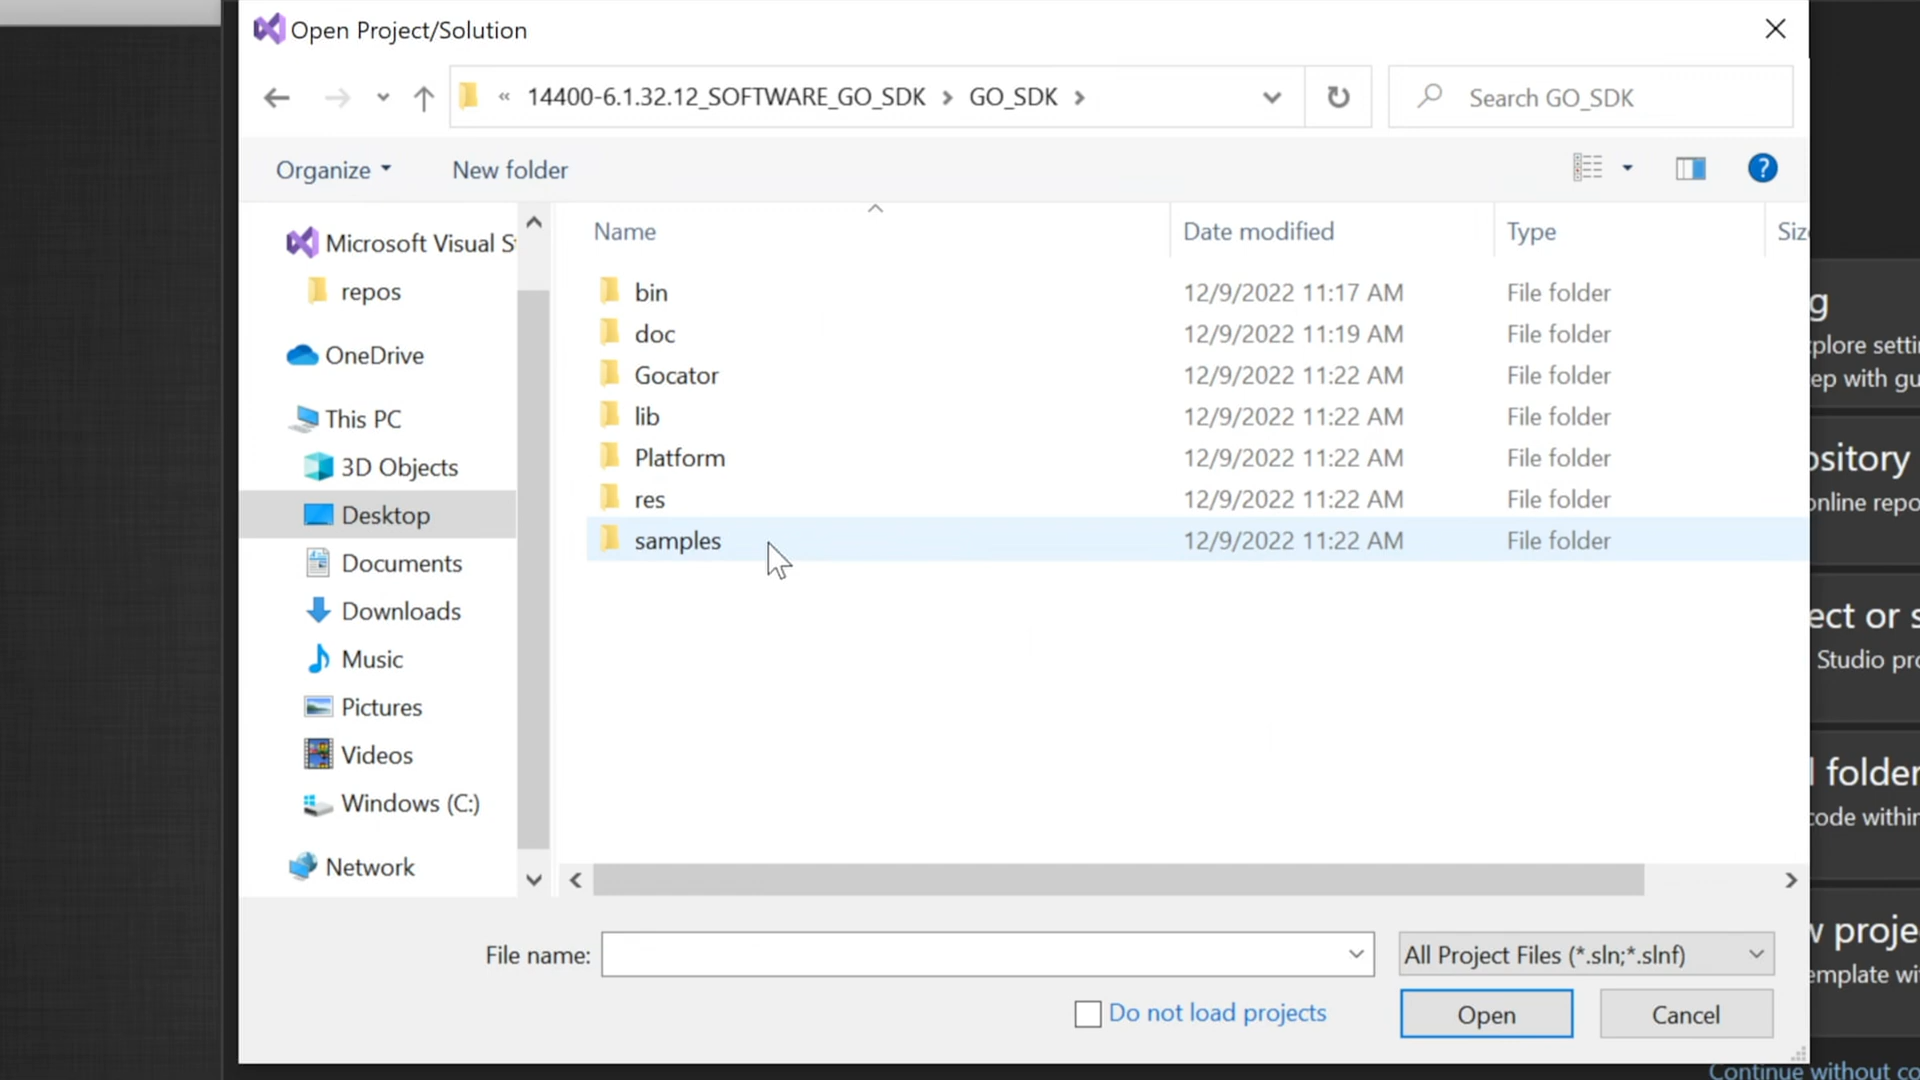 Open Project/Solution
« 14400-6.1.32.12_SOFTWARE_GO_SDK > GO_SDK >
Search GO_SDK
Organize
New folder
Microsoft Visual S
repos
OneDrive
This PC
3D Objects
Desktop
Documents
Downloads
Music
Pictures
Videos
Windows (C:)
Network
Name Date modified Type Siz
bin 12/9/2022 11:17 AM File folder
doc 12/9/2022 11:19 AM File folder
Gocator 12/9/2022 11:22 AM File folder
lib 12/9/2022 11:22 AM File folder
Platform 12/9/2022 11:22 AM File folder
res 12/9/2022 11:22 AM File folder
samples 12/9/2022 11:22 AM File folder
File name:
All Project Files (*.sln;*.slnf)
Do not load projects
Open
Cancel
g
plore setti
ep with gu
ository
online repo
ect or s
Studio pro
folder
code within
w proje
emplate wi
Continue without co